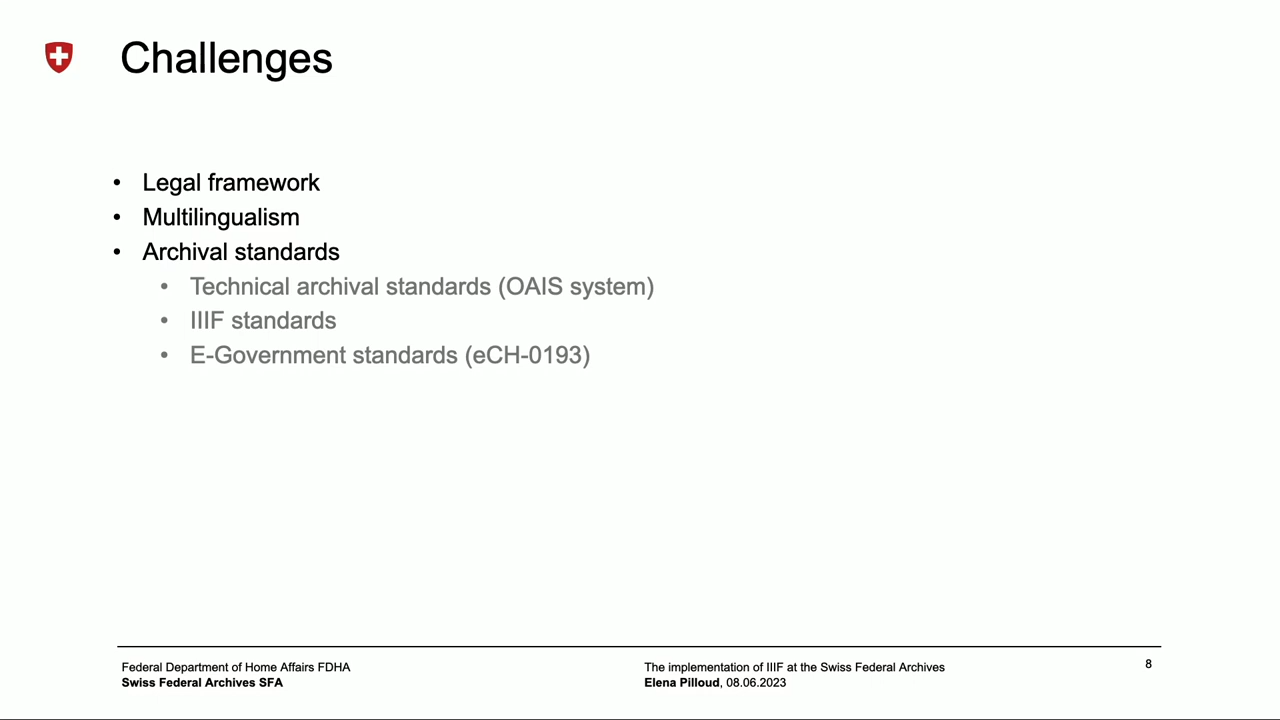 Challenges
• Legal framework
• Multilingualism
• Archival standards
• Technical archival standards (OAIS system)
• IIIF standards
• E-Government standards (eCH-0193)
Federal Department of Home Affairs FDHA
Swiss Federal Archives SFA
The implementation of IIIF at the Swiss Federal Archives
Elena Pilloud, 08.06.2023
8